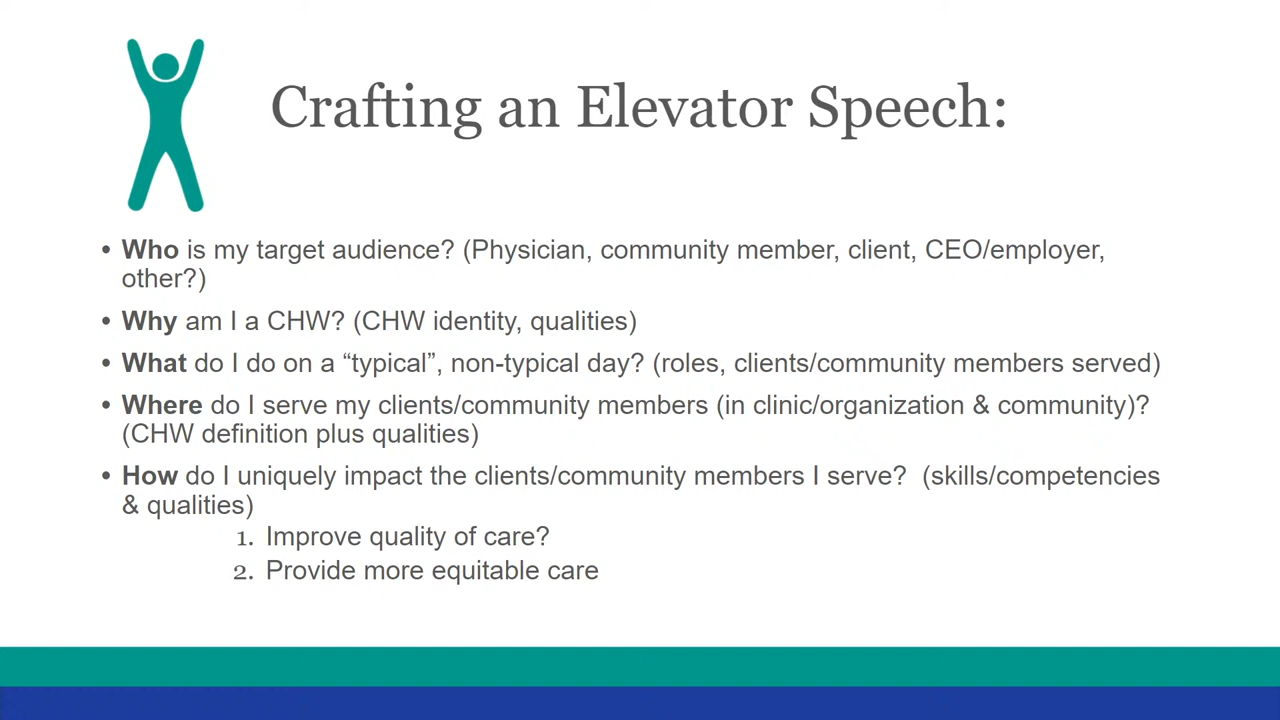 Crafting an Elevator Speech:
• Who is my target audience? (Physician, community member, client, CEO/employer,
other?)
• Why am I a CHW? (CHW identity, qualities)
• What do I do on a “typical”, non-typical day? (roles, clients/community members served)
• Where do I serve my clients/community members (in clinic/organization & community)?
(CHW definition plus qualities)
• How do I uniquely impact the clients/community members I serve?  (skills/competencies
& qualities)
1. Improve quality of care?
2. Provide more equitable care